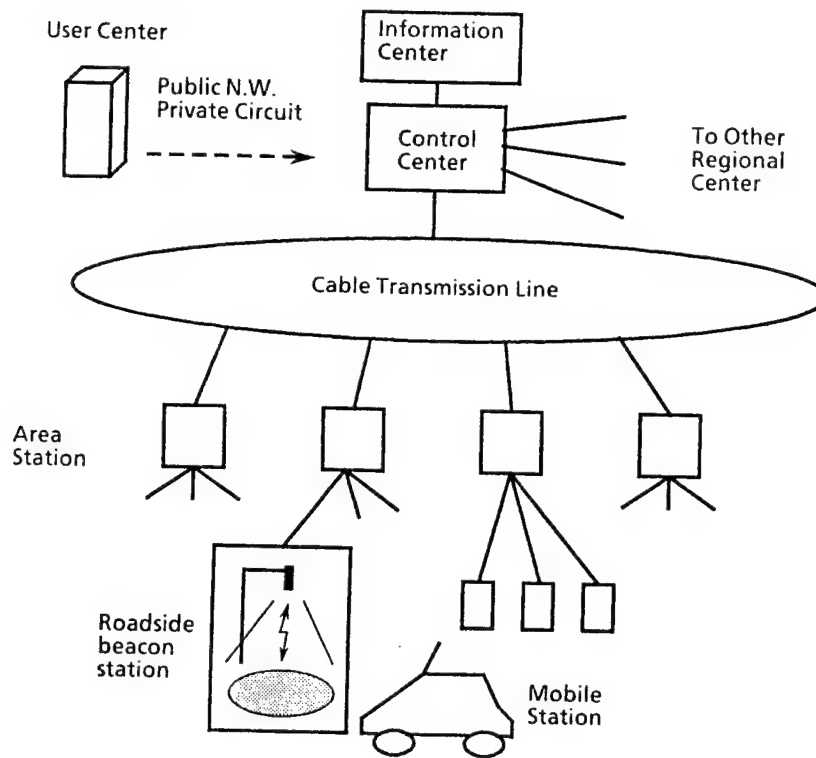 User Center
Information
Center
Public N.W.
Private Circuit
Control
Center
To Other
Regional
Center
Cable Transmission Line
Area
Station
Roadside
beacon
station
Mobile
Station